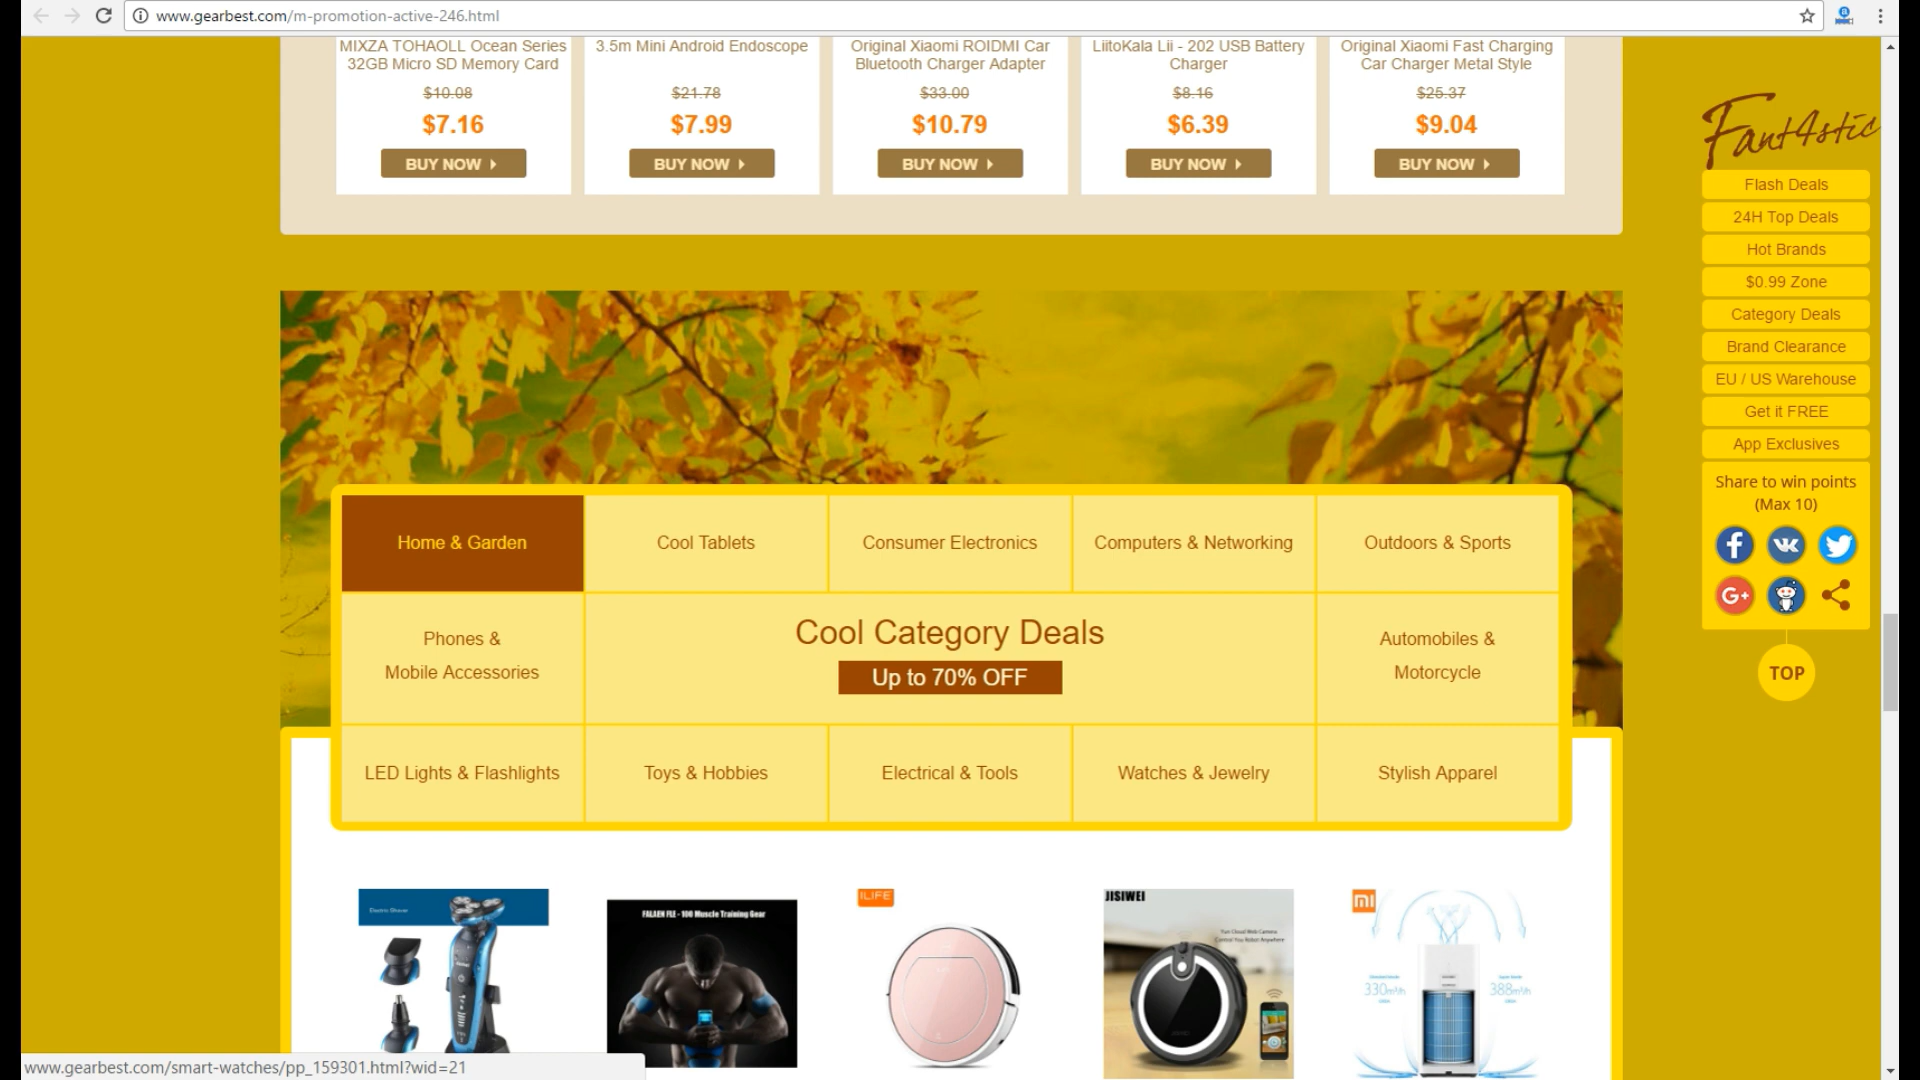 www.gearbest.com/m-promotion-active-246.html
MIXZA TOHAOLL Ocean Series
32GB Micro SD Memory Card
$10.08
$7.16
BUY NOW
3.5m Mini Android Endoscope
$21.78
$7.99
BUY NOW
Original Xiaomi ROIDMI Car
Bluetooth Charger Adapter
$33.00
$10.79
BUY NOW
LiitoKala Lii - 202 USB Battery
Charger
$8.16
$6.39
BUY NOW
Original Xiaomi Fast Charging
Car Charger Metal Style
$25.37
$9.04
BUY NOW
Fant4stic
Flash Deals
24H Top Deals
Hot Brands
$0.99 Zone
Category Deals
Brand Clearance
EU / US Warehouse
Get it FREE
App Exclusives
Share to win points
(Max 10)
TOP
Home & Garden
Cool Tablets
Consumer Electronics
Computers & Networking
Outdoors & Sports
Phones &
Mobile Accessories
Cool Category Deals
Up to 70% OFF
Automobiles &
Motorcycle
LED Lights & Flashlights
Toys & Hobbies
Electrical & Tools
Watches & Jewelry
Stylish Apparel
Electric Shaver
FALAEN FLE - 100 Muscle Training Gear
ILIFE
JISIWEI
Yun Cloud Web Camera
Control You Robot Anywhere
mi
330m³/h
388m³/h
www.gearbest.com/smart-watches/pp_159301.html?wid=21